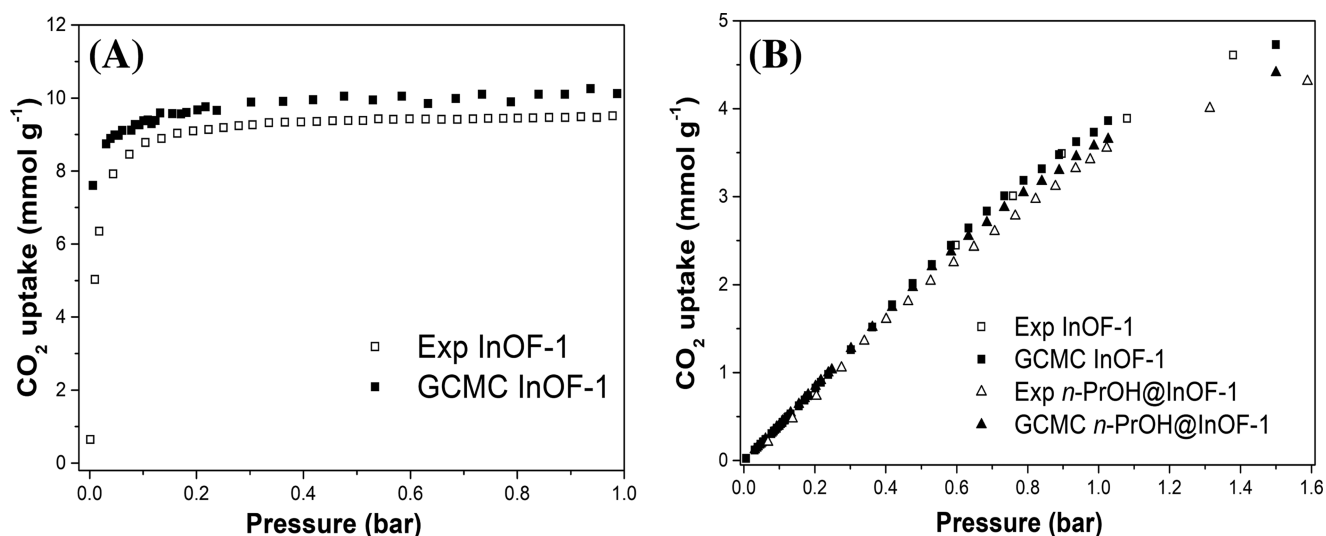 (A)
CO2 uptake (mmol g-1)
12
10
8
6
4
2
0
Exp InOF-1
GCMC InOF-1
0.0 0.2 0.4 0.6 0.8 1.0
Pressure (bar)
(B)
CO2 uptake (mmol g-1)
5
4
3
2
1
0
Exp InOF-1
GCMC InOF-1
Exp n-PrOH@InOF-1
GCMC n-PrOH@InOF-1
0.0 0.2 0.4 0.6 0.8 1.0 1.2 1.4 1.6
Pressure (bar)